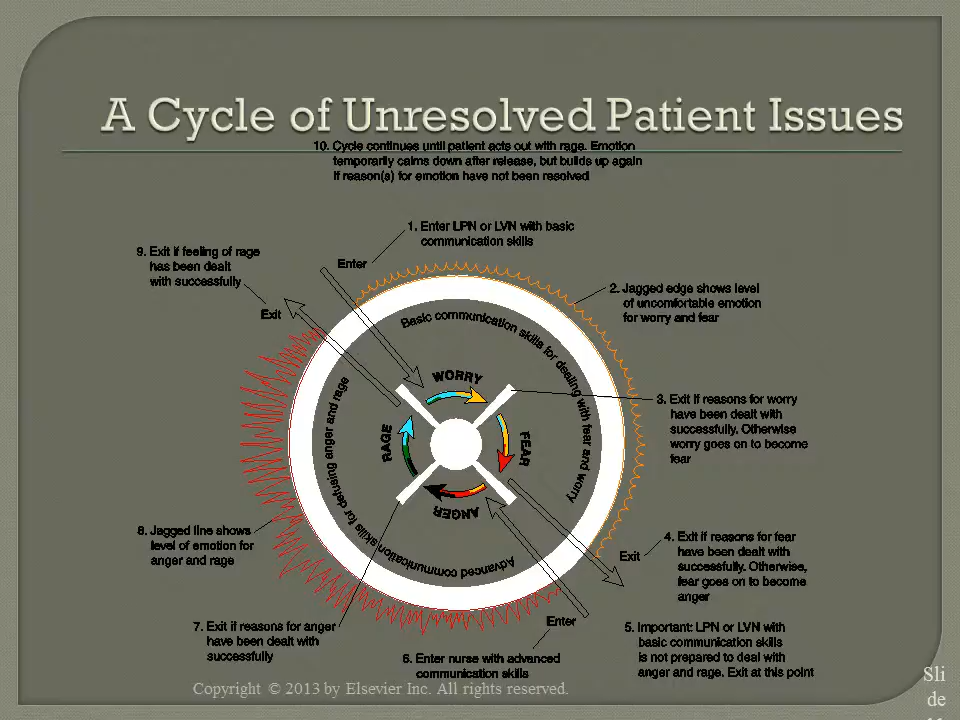 A Cycle of Unresolved Patient Issues
10. Cycle continues until patient acts out with rage. Emotion
temporarily calms down after release, but builds up again
if reason(s) for emotion have not been resolved
1. Enter LPN or LVN with basic
communication skills
9. Exit if feeling of rage
has been dealt
with successfully
Enter
Exit
2. Jagged edge shows level
of uncomfortable emotion
for worry and fear
Basic communication skills for dealing with fear and worry
WORRY
FEAR
ANGER
RAGE
Advanced communication skills for defusing anger and rage
3. Exit if reasons for worry
have been dealt with
successfully. Otherwise
worry goes on to become
fear
8. Jagged line shows
level of emotion for
anger and rage
4. Exit if reasons for fear
have been dealt with
successfully. Otherwise,
fear goes on to become
anger
Exit
Enter
7. Exit if reasons for anger
have been dealt with
successfully
6. Enter nurse with advanced
communication skills
5. Important: LPN or LVN with
basic communication skills
is not prepared to deal with
anger and rage. Exit at this point
Copyright © 2013 by Elsevier Inc. All rights reserved.
Sli
de